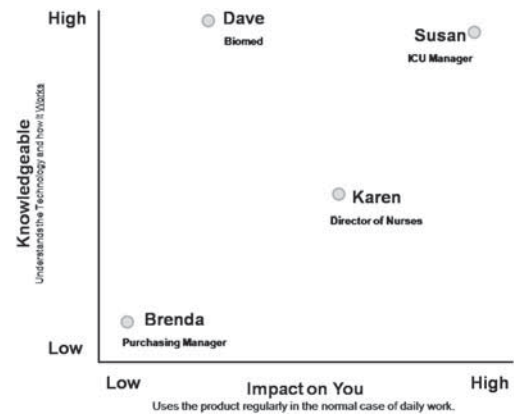 High
Dave
Biomed
Susan
ICU Manager
Knowledgeable
Understands the Technology and how it Works
Karen
Director of Nurses
Brenda
Purchasing Manager
Low
Low
Impact on You
High
Uses the product regularly in the normal case of daily work.